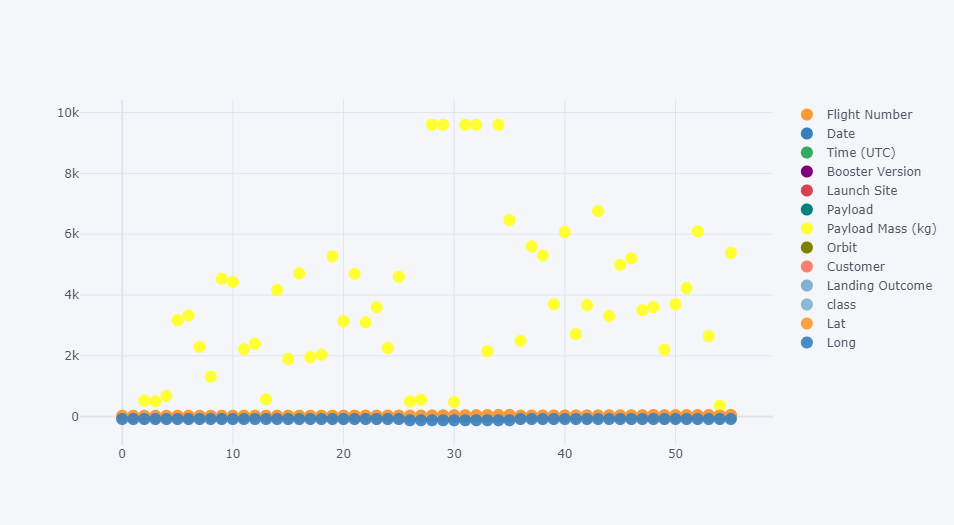 10k
8k
6k
4k
2k
0
0 10 20 30 40 50
Flight Number
Date
Time (UTC)
Booster Version
Launch Site
Payload
Payload Mass (kg)
Orbit
Customer
Landing Outcome
class
Lat
Long